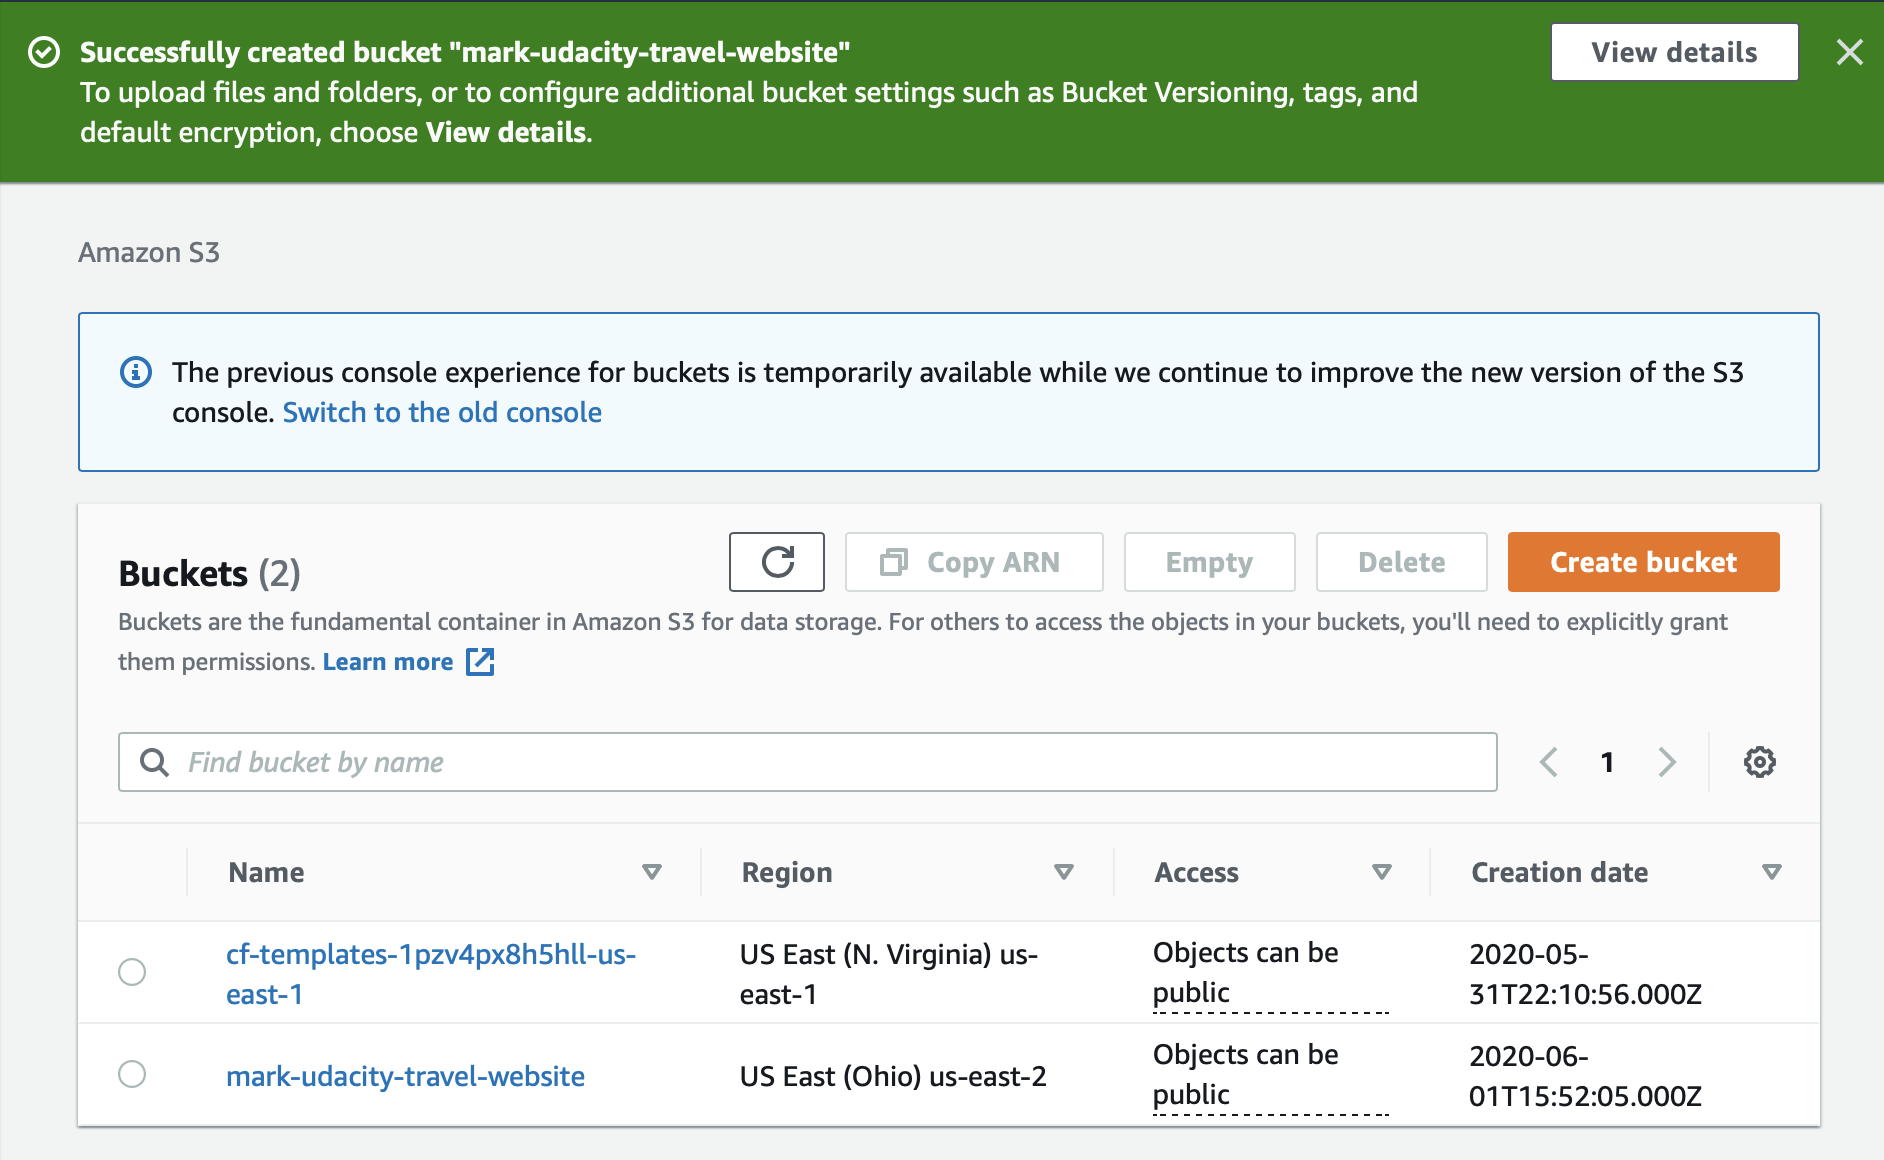 Successfully created bucket "mark-udacity-travel-website"
View details
To upload files and folders, or to configure additional bucket settings such as Bucket Versioning, tags, and
default encryption, choose View details.
Amazon S3
The previous console experience for buckets is temporarily available while we continue to improve the new version of the S3
console. Switch to the old console
Buckets (2)
Copy ARN
Empty
Delete
Create bucket
Buckets are the fundamental container in Amazon S3 for data storage. For others to access the objects in your buckets, you'll need to explicitly grant
them permissions. Learn more
Find bucket by name
1
Name
Region
Access
Creation date
cf-templates-1pzv4px8h5hll-us-
east-1
US East (N. Virginia) us-
east-1
Objects can be
public
2020-05-
31T22:10:56.000Z
mark-udacity-travel-website
US East (Ohio) us-east-2
Objects can be
public
2020-06-
01T15:52:05.000Z